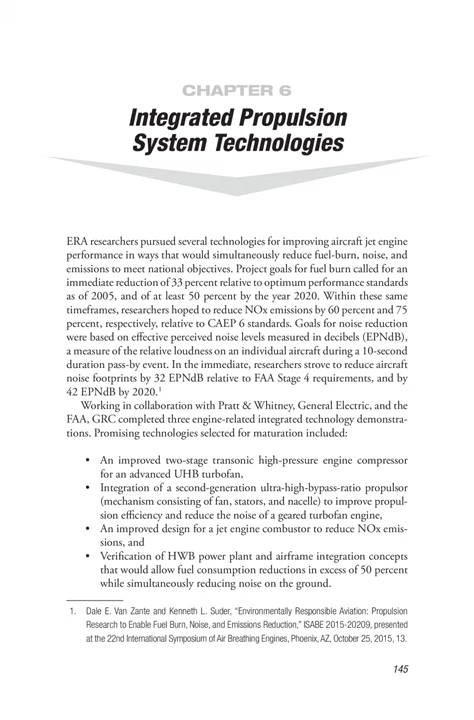 CHAPTER 6
Integrated Propulsion
System Technologies
ERA researchers pursued several technologies for improving aircraft jet engine
performance in ways that would simultaneously reduce fuel-burn, noise, and
emissions to meet national objectives. Project goals for fuel burn called for an
immediate reduction of 33 percent relative to optimum performance standards
as of 2005, and of at least 50 percent by the year 2020. Within these same
timeframes, researchers hoped to reduce NOx emissions by 60 percent and 75
percent, respectively, relative to CAEP 6 standards. Goals for noise reduction
were based on effective perceived noise levels measured in decibels (EPNdB),
a measure of the relative loudness on an individual aircraft during a 10-second
duration pass-by event. In the immediate, researchers strove to reduce aircraft
noise footprints by 32 EPNdB relative to FAA Stage 4 requirements, and by
42 EPNdB by 2020.1
Working in collaboration with Pratt & Whitney, General Electric, and the
FAA, GRC completed three engine-related integrated technology demonstra-
tions. Promising technologies selected for maturation included:
• An improved two-stage transonic high-pressure engine compressor
for an advanced UHB turbofan,
• Integration of a second-generation ultra-high-bypass-ratio propulsor
(mechanism consisting of fan, stators, and nacelle) to improve propul-
sion efficiency and reduce the noise of a geared turbofan engine,
• An improved design for a jet engine combustor to reduce NOx emis-
sions, and
• Verification of HWB power plant and airframe integration concepts
that would allow fuel consumption reductions in excess of 50 percent
while simultaneously reducing noise on the ground.
1. Dale E. Van Zante and Kenneth L. Suder, "Environmentally Responsible Aviation: Propulsion
Research to Enable Fuel Burn, Noise, and Emissions Reduction," ISABE 2015-20209, presented
at the 22nd International Symposium of Air Breathing Engines, Phoenix, AZ, October 25, 2015, 13.
145